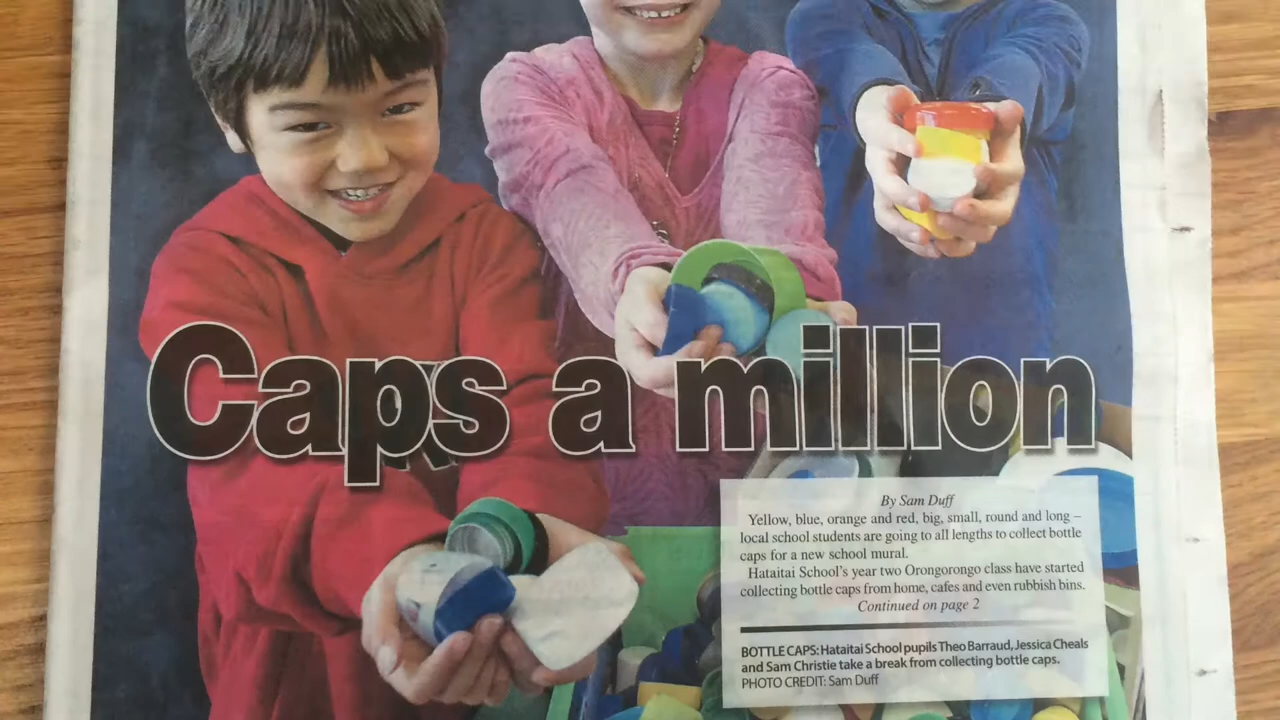 Caps a million
By Sam Duff
Yellow, blue, orange and red, big, small, round and long –
local school students are going to all lengths to collect bottle
caps for a new school mural.
Hataitai School's year two Orongorongo class have started
collecting bottle caps from home, cafes and even rubbish bins.
Continued on page 2
BOTTLE CAPS: Hataitai School pupils Theo Barraud, Jessica Cheals
and Sam Christie take a break from collecting bottle caps.
PHOTO CREDIT: Sam Duff